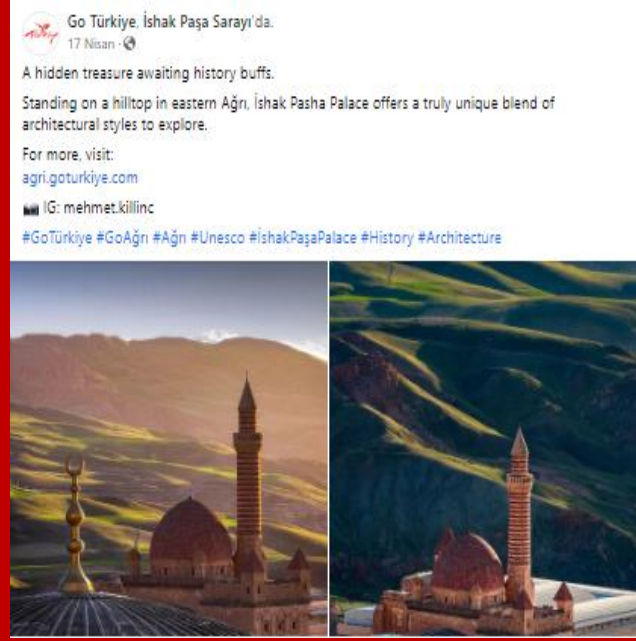 Go Türkiye, İshak Paşa Sarayı'da.
17 Nisan ·
A hidden treasure awaiting history buffs.
Standing on a hilltop in eastern Ağrı, İshak Pasha Palace offers a truly unique blend of
architectural styles to explore.
For more, visit:
agri.goturkiye.com
📷 IG: mehmet.killinc
#GoTürkiye #GoAğrı #Ağrı #Unesco #İshakPaşaPalace #History #Architecture